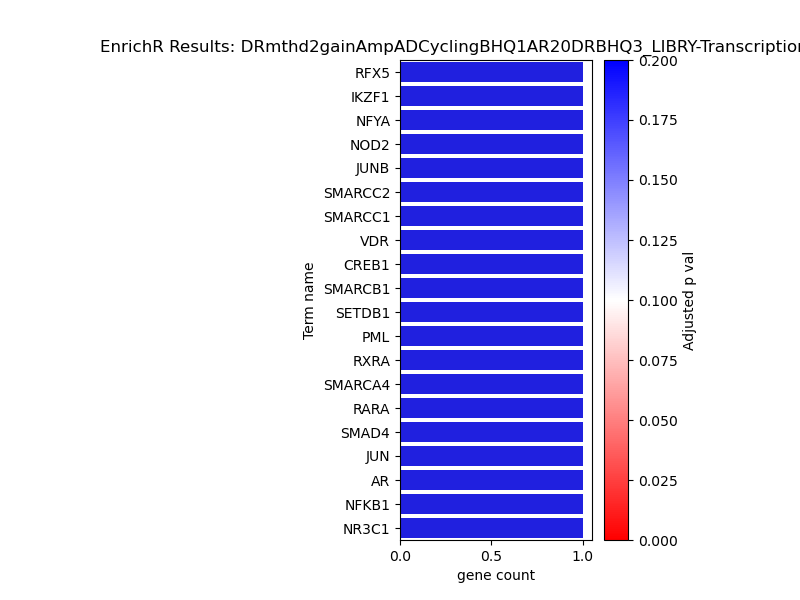 EnrichR Results: DRmthd2gainAmpADCyclingBHQ1AR20DRBHQ3_LIBRY-Transcription
RFX5
IKZF1
NFYA
NOD2
JUNB
SMARCC2
SMARCC1
VDR
CREB1
SMARCB1
SETDB1
PML
RXRA
SMARCA4
RARA
SMAD4
JUN
AR
NFKB1
NR3C1
Term name
0.0 0.5 1.0
gene count
0.200
0.175
0.150
0.125
0.100
0.075
0.050
0.025
0.000
Adjusted p val